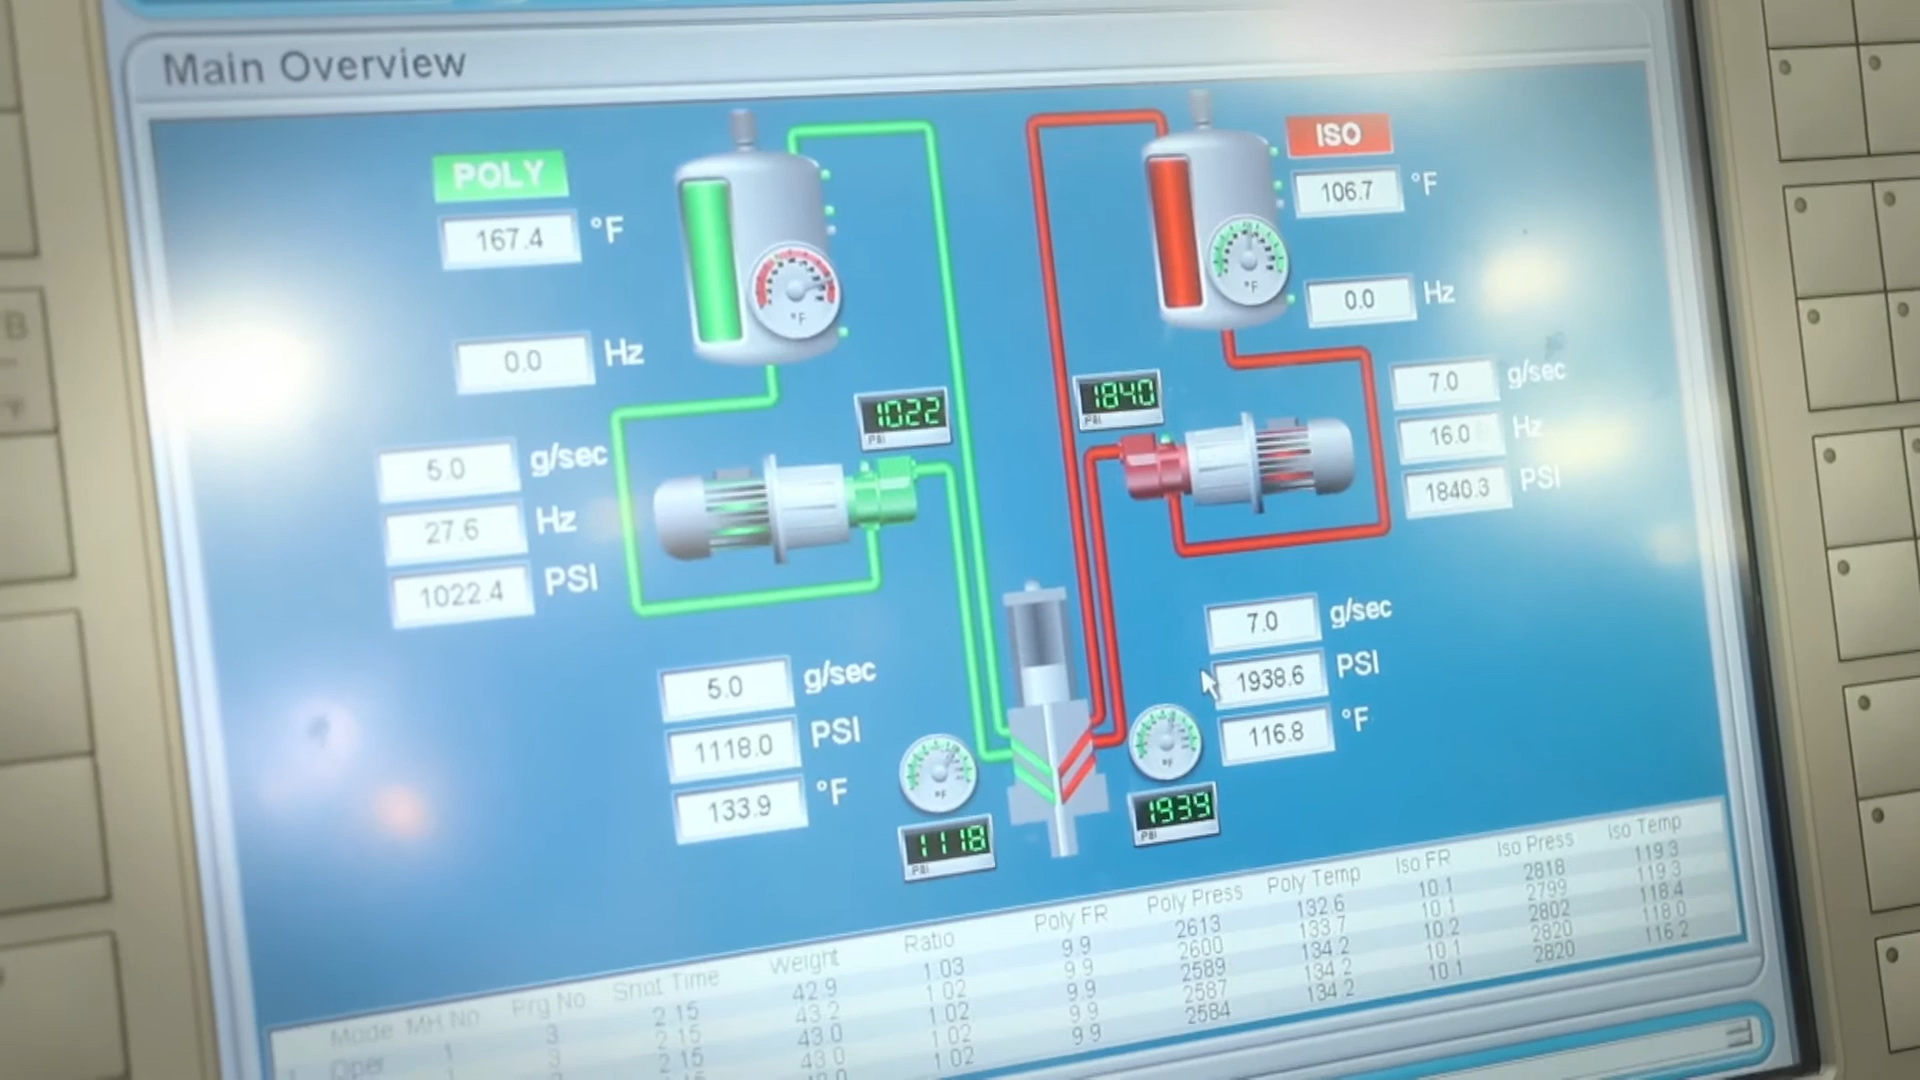 Main Overview
POLY
167.4 °F
0.0 Hz
1022
PSI
5.0 g/sec
27.6 Hz
1022.4 PSI
5.0 g/sec
1118.0 PSI
133.9 °F
°F
°F
1118
PSI
ISO
106.7 °F
°F
0.0 Hz
1840
PSI
7.0 g/sec
16.0 Hz
1840.3 PSI
7.0 g/sec
1938.6 PSI
116.8 °F
°F
1939
PSI
Mode MH No Prg No Shot Time Weight Ratio Poly FR Poly Press Poly Temp Iso FR Iso Press Iso Temp
Oper 1 3 2.15 42.9 1.03 9.9 2613 132.6 10.1 2818 119.3
3 2.15 43.2 1.02 9.9 2600 133.7 10.1 2799 119.3
2.15 43.0 1.02 9.9 2589 134.2 10.2 2802 118.4
43.0 1.02 9.9 2587 134.2 10.1 2820 118.0
1.02 9.9 2584 134.2 10.1 2820 116.2
B